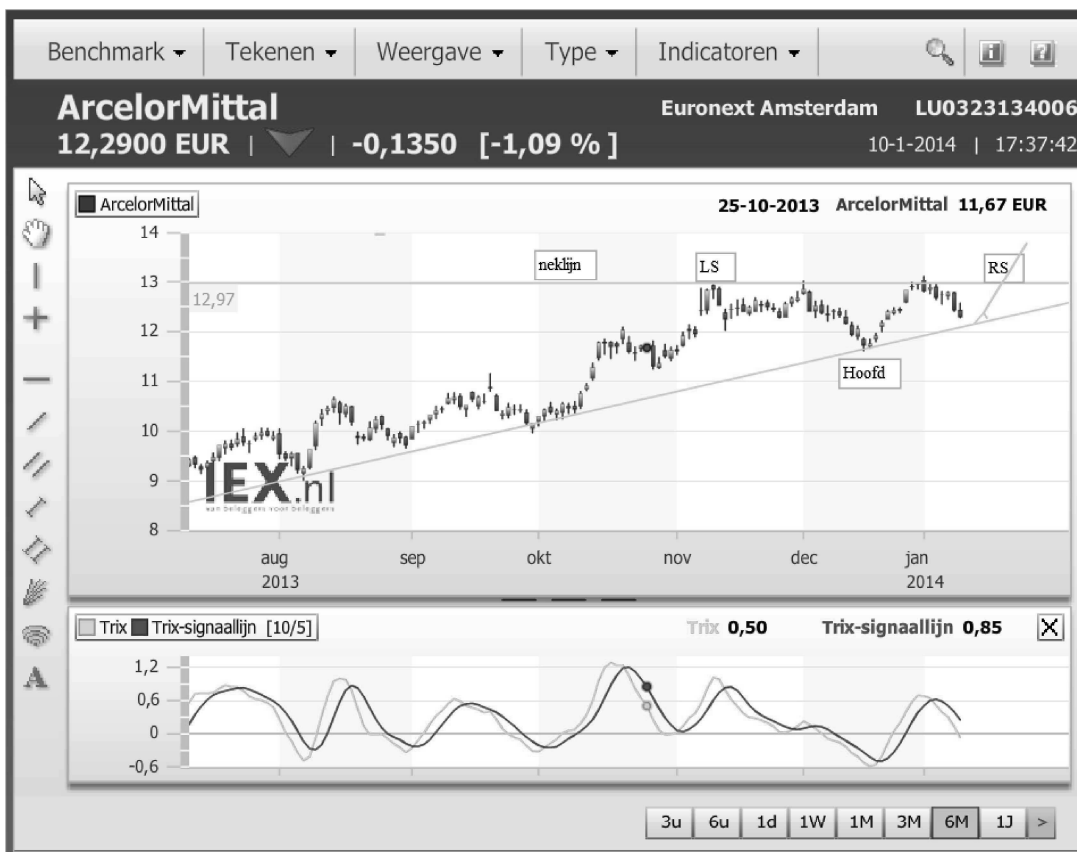 Benchmark Tekenen Weergave Type Indicatoren
ArcelorMittal Euronext Amsterdam LU0323134006
12,2900 EUR | | -0,1350 [-1,09 % ] 10-1-2014 | 17:37:42
ArcelorMittal 25-10-2013 ArcelorMittal 11,67 EUR
14
neklijn LS RS
13
12,97
12
Hoofd
11
10
9
IEX.nl
van beleggers voor beleggers
8
aug sep okt nov dec jan
2013 2014
Trix Trix-signaallijn [10/5] Trix 0,50 Trix-signaallijn 0,85
1,2
0,6
0
-0,6
A
3u 6u 1d 1W 1M 3M 6M 1J >